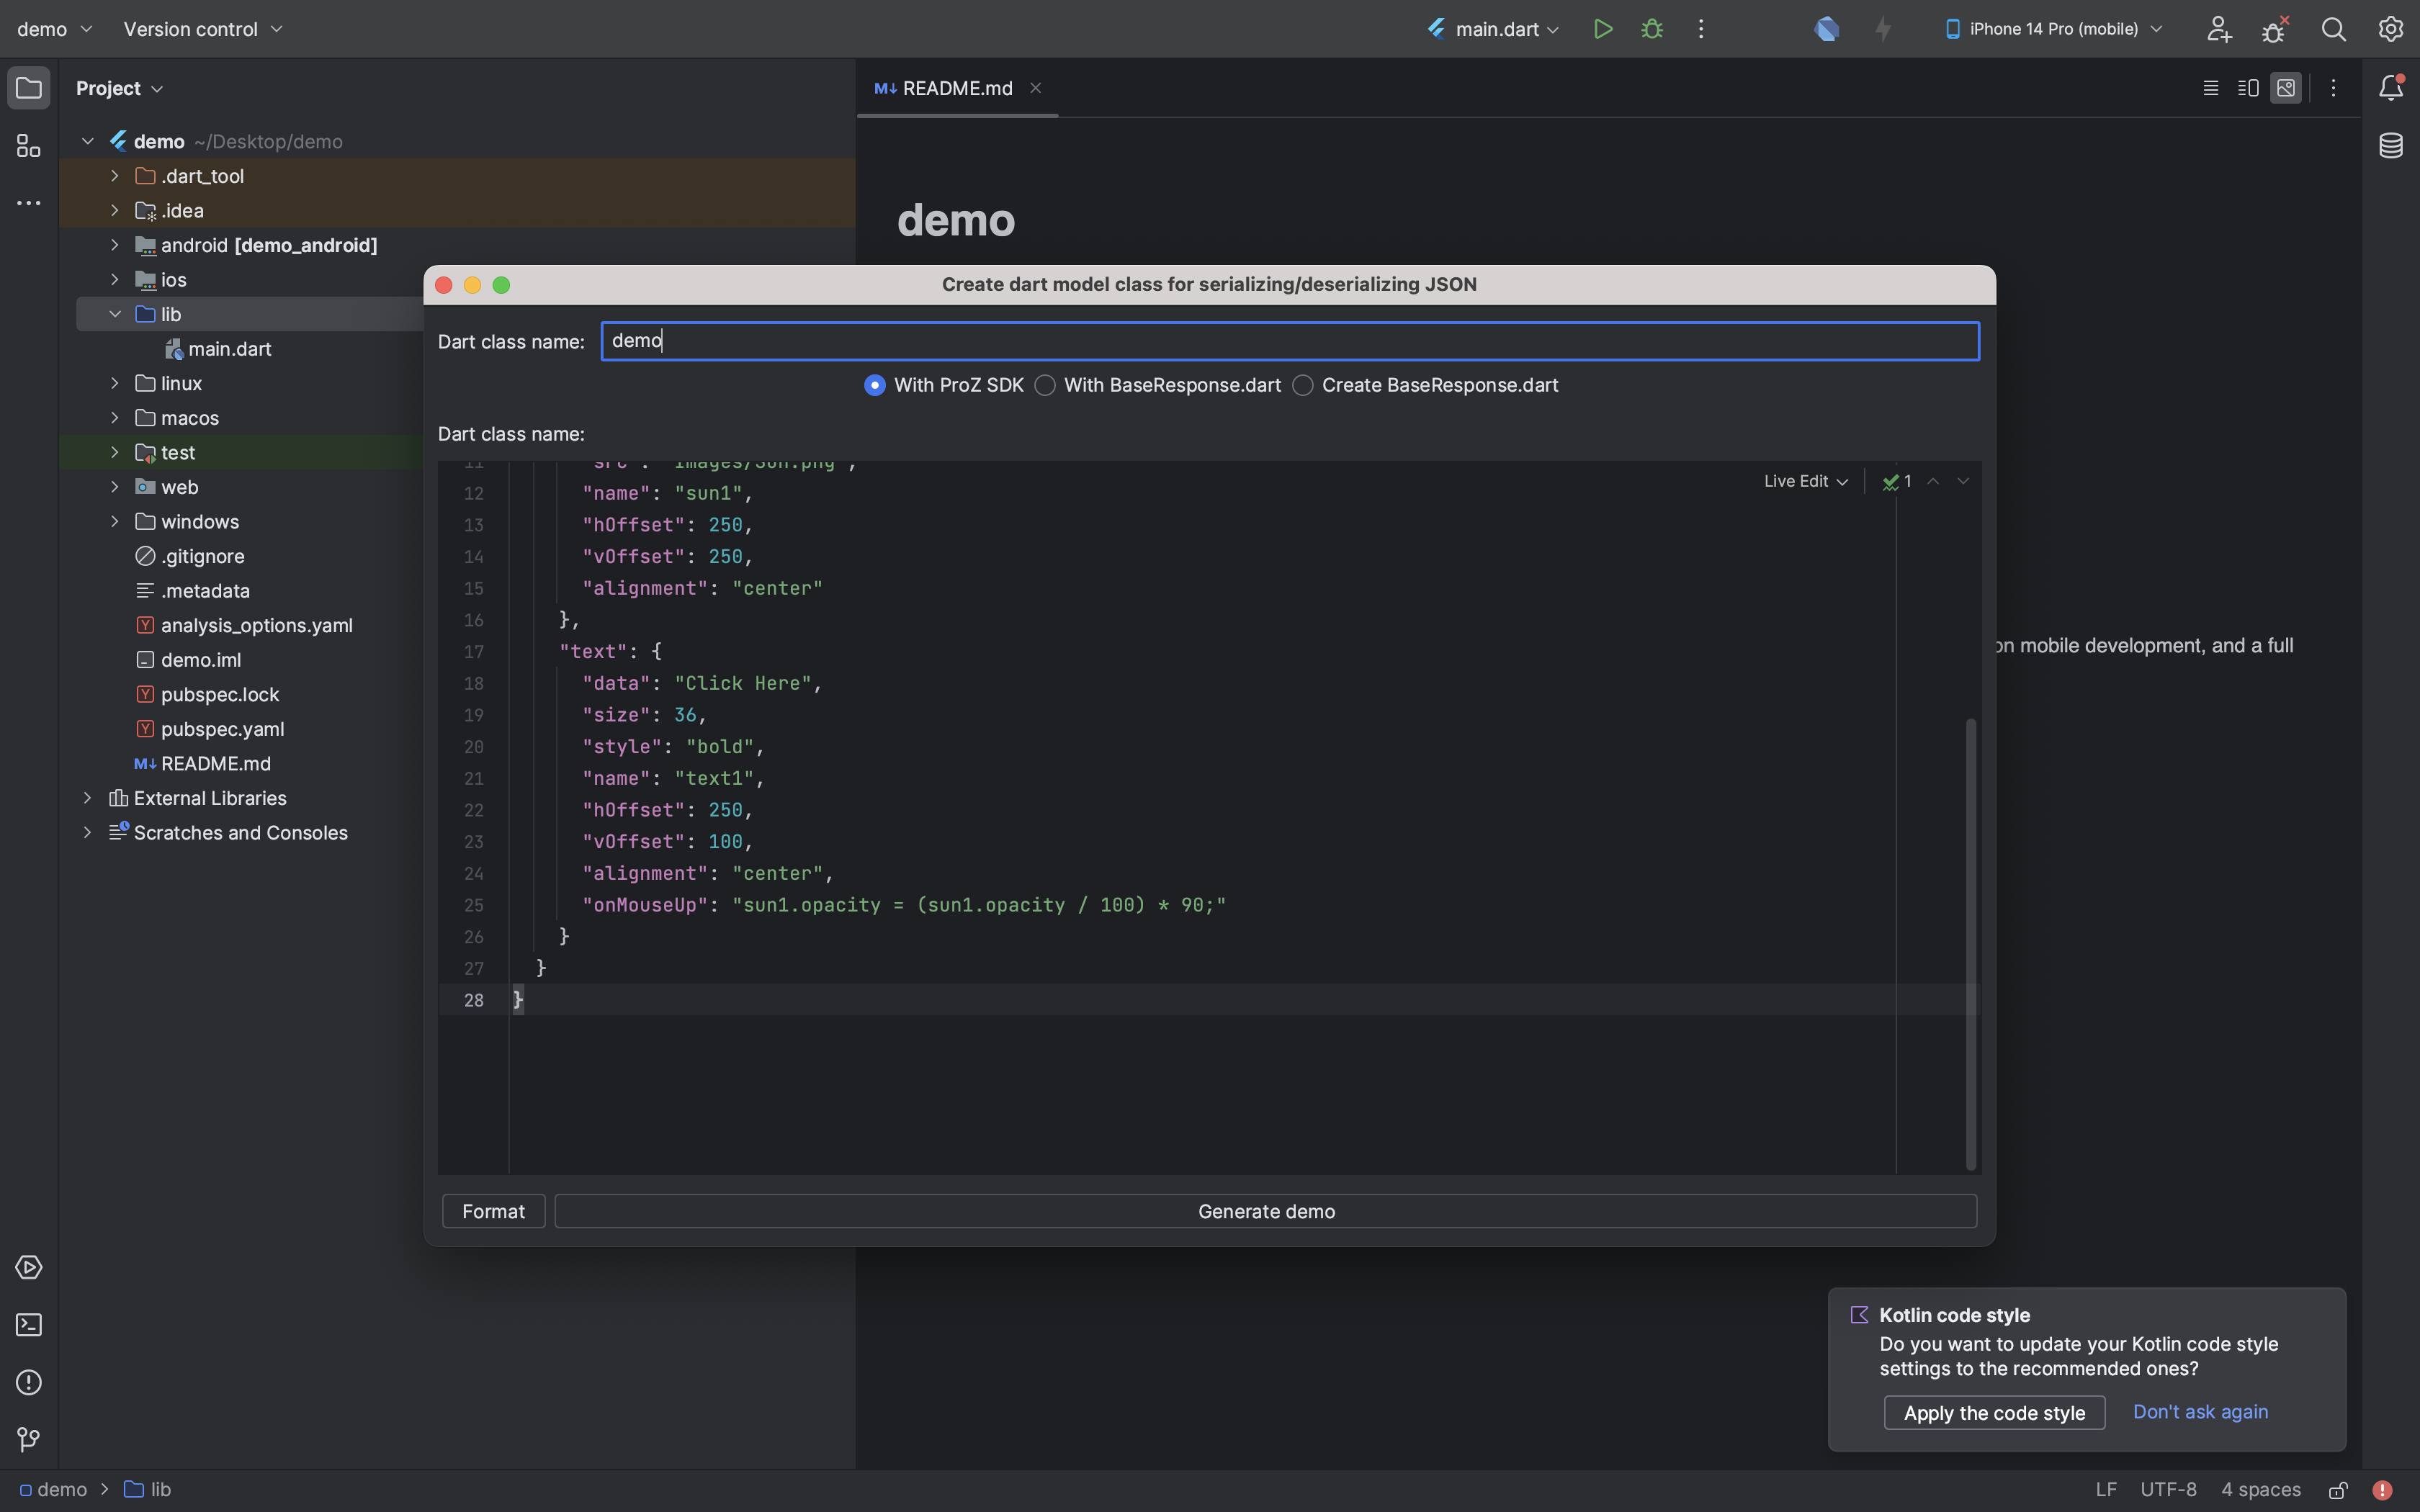 demo Version control main.dart iPhone 14 Pro (mobile)
Project
README.md
demo ~/Desktop/demo
.dart_tool
.idea
android [demo_android]
ios
lib
main.dart
linux
macos
test
web
windows
.gitignore
.metadata
analysis_options.yaml
demo.iml
pubspec.lock
pubspec.yaml
README.md
External Libraries
Scratches and Consoles
demo
on mobile development, and a full
Create dart model class for serializing/deserializing JSON
Dart class name: demo
With ProZ SDK With BaseResponse.dart Create BaseResponse.dart
Dart class name:
Live Edit 1
11 "src": "Images/Sun.png",
12 "name": "sun1",
13 "hOffset": 250,
14 "vOffset": 250,
15 "alignment": "center"
16 },
17 "text": {
18 "data": "Click Here",
19 "size": 36,
20 "style": "bold",
21 "name": "text1",
22 "hOffset": 250,
23 "vOffset": 100,
24 "alignment": "center",
25 "onMouseUp": "sun1.opacity = (sun1.opacity / 100) * 90;"
26 }
27 }
28 }
Format Generate demo
Kotlin code style
Do you want to update your Kotlin code style
settings to the recommended ones?
Apply the code style Don't ask again
demo lib LF UTF-8 4 spaces